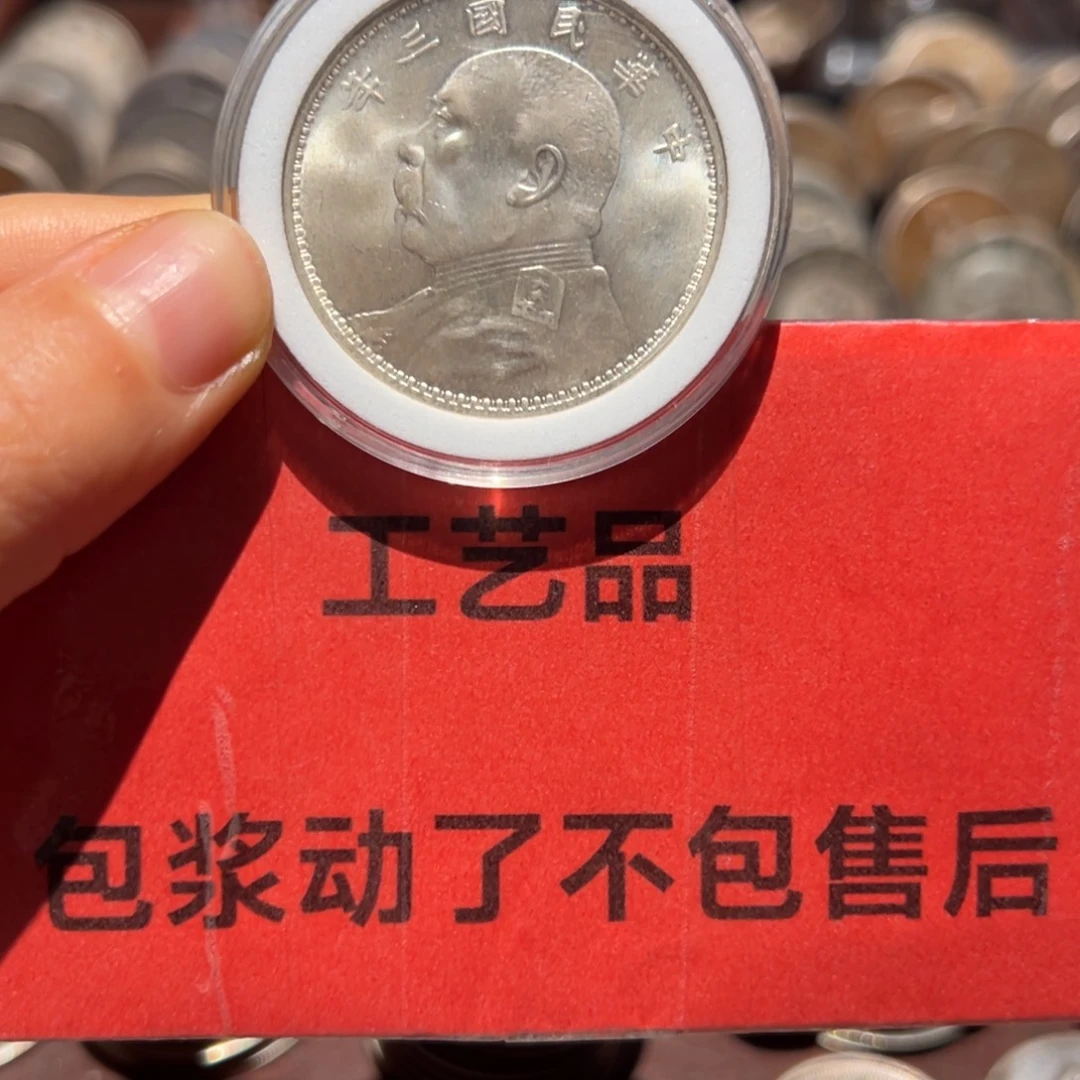 中華民國三年
工艺品
包浆动了不包售后